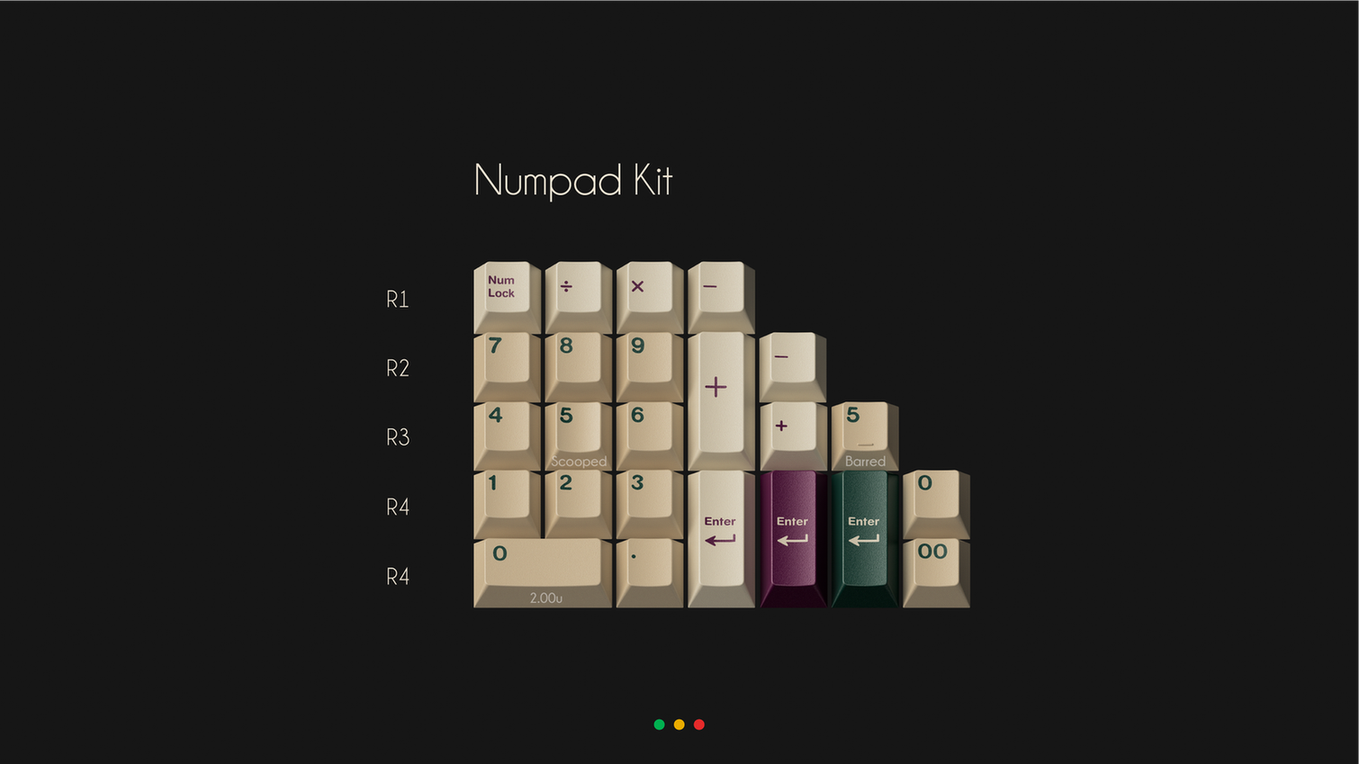 Numpad Kit
R1
Num
Lock
÷
×
−
R2
7
8
9
+
−
R3
4
5
Scooped
6
+
5
Barred
R4
1
2
3
Enter
Enter
Enter
0
R4
0
2.00u
.
00